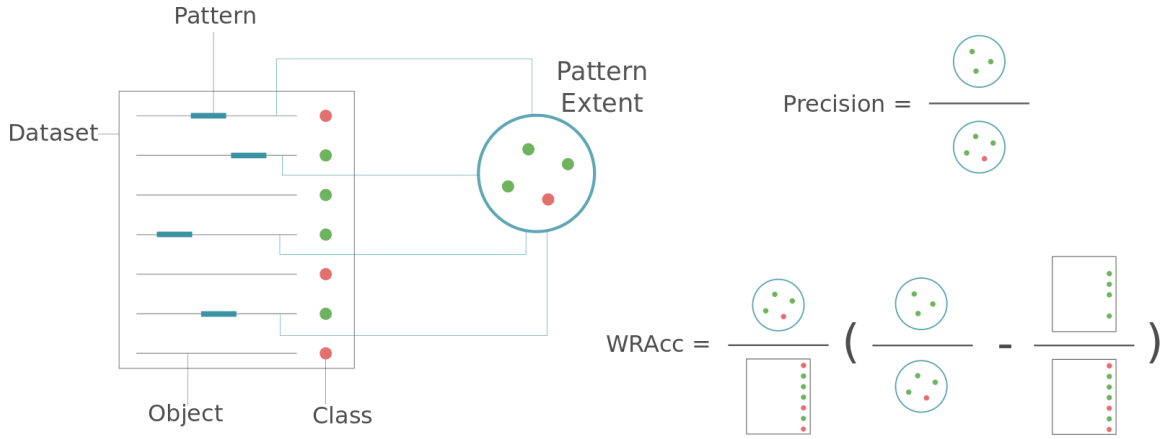 Pattern
Dataset
Object
Class
Pattern
Extent
Precision =
WRAcc = ( - )